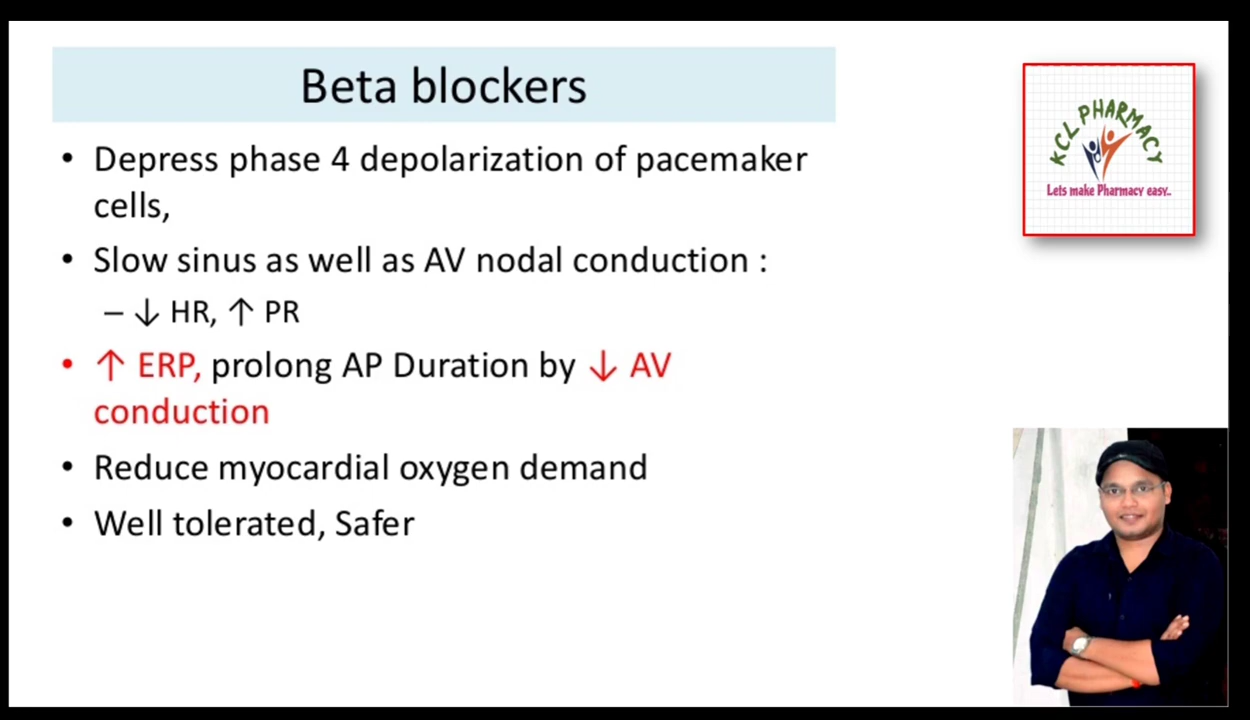 Beta blockers
• Depress phase 4 depolarization of pacemaker
cells,
• Slow sinus as well as AV nodal conduction :
– ↓ HR, ↑ PR
• ↑ ERP, prolong AP Duration by ↓ AV
conduction
• Reduce myocardial oxygen demand
• Well tolerated, Safer
KCL PHARMACY
Lets make Pharmacy easy..